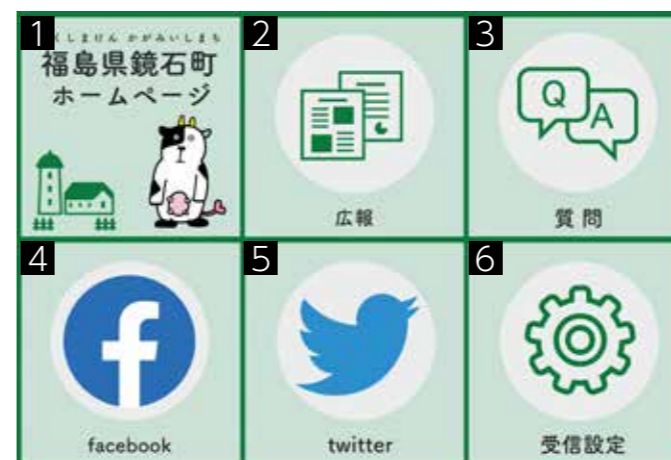 1
くしまけん かがみいしまち
福島県鏡石町
ホームページ
2
広報
3
Q
A
質問
4
facebook
5
twitter
6
受信設定